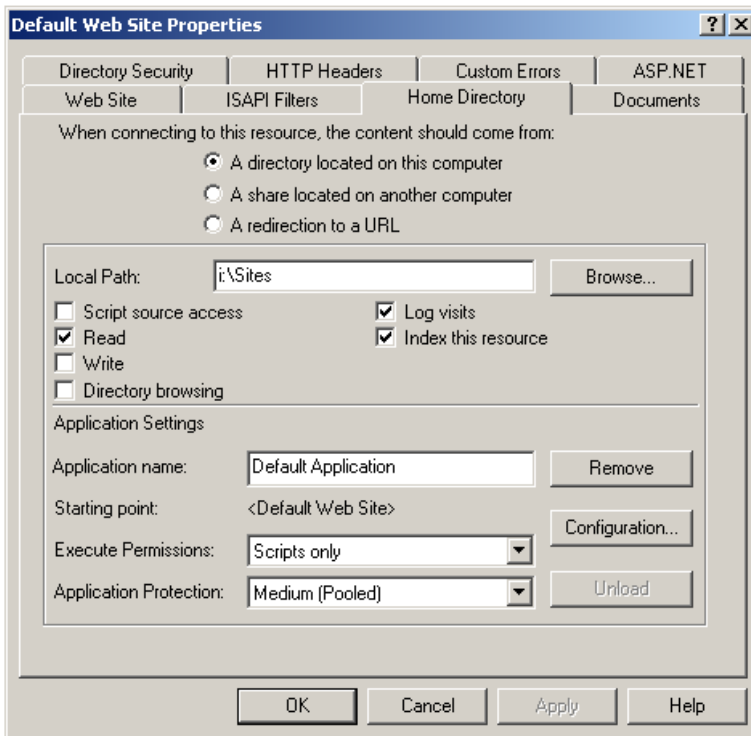 Default Web Site Properties
Directory Security HTTP Headers Custom Errors ASP.NET
Web Site ISAPI Filters Home Directory Documents
When connecting to this resource, the content should come from:
A directory located on this computer
A share located on another computer
A redirection to a URL
Local Path: i:\Sites Browse...
Script source access Log visits
Read Index this resource
Write
Directory browsing
Application Settings
Application name: Default Application Remove
Starting point: <Default Web Site>
Configuration...
Execute Permissions: Scripts only
Application Protection: Medium (Pooled) Unload
OK Cancel Apply Help